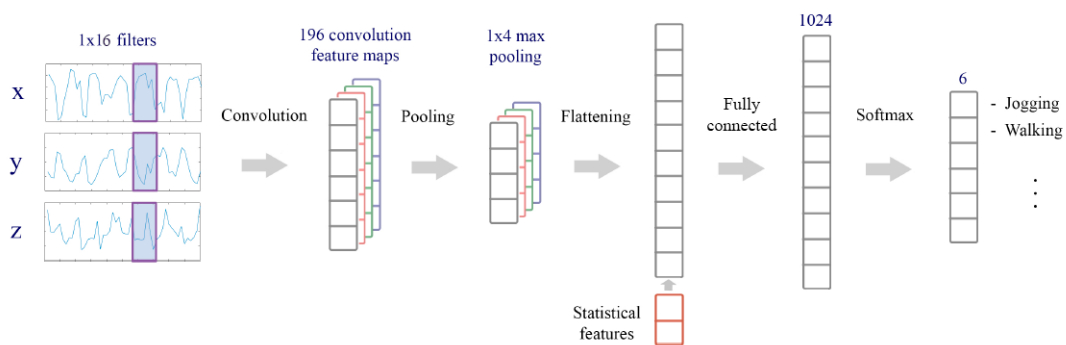 1x16 filters
x
y
z
Convolution
196 convolution
feature maps
Pooling
1x4 max
pooling
Flattening
Statistical
features
Fully
connected
1024
Softmax
6
- Jogging
- Walking